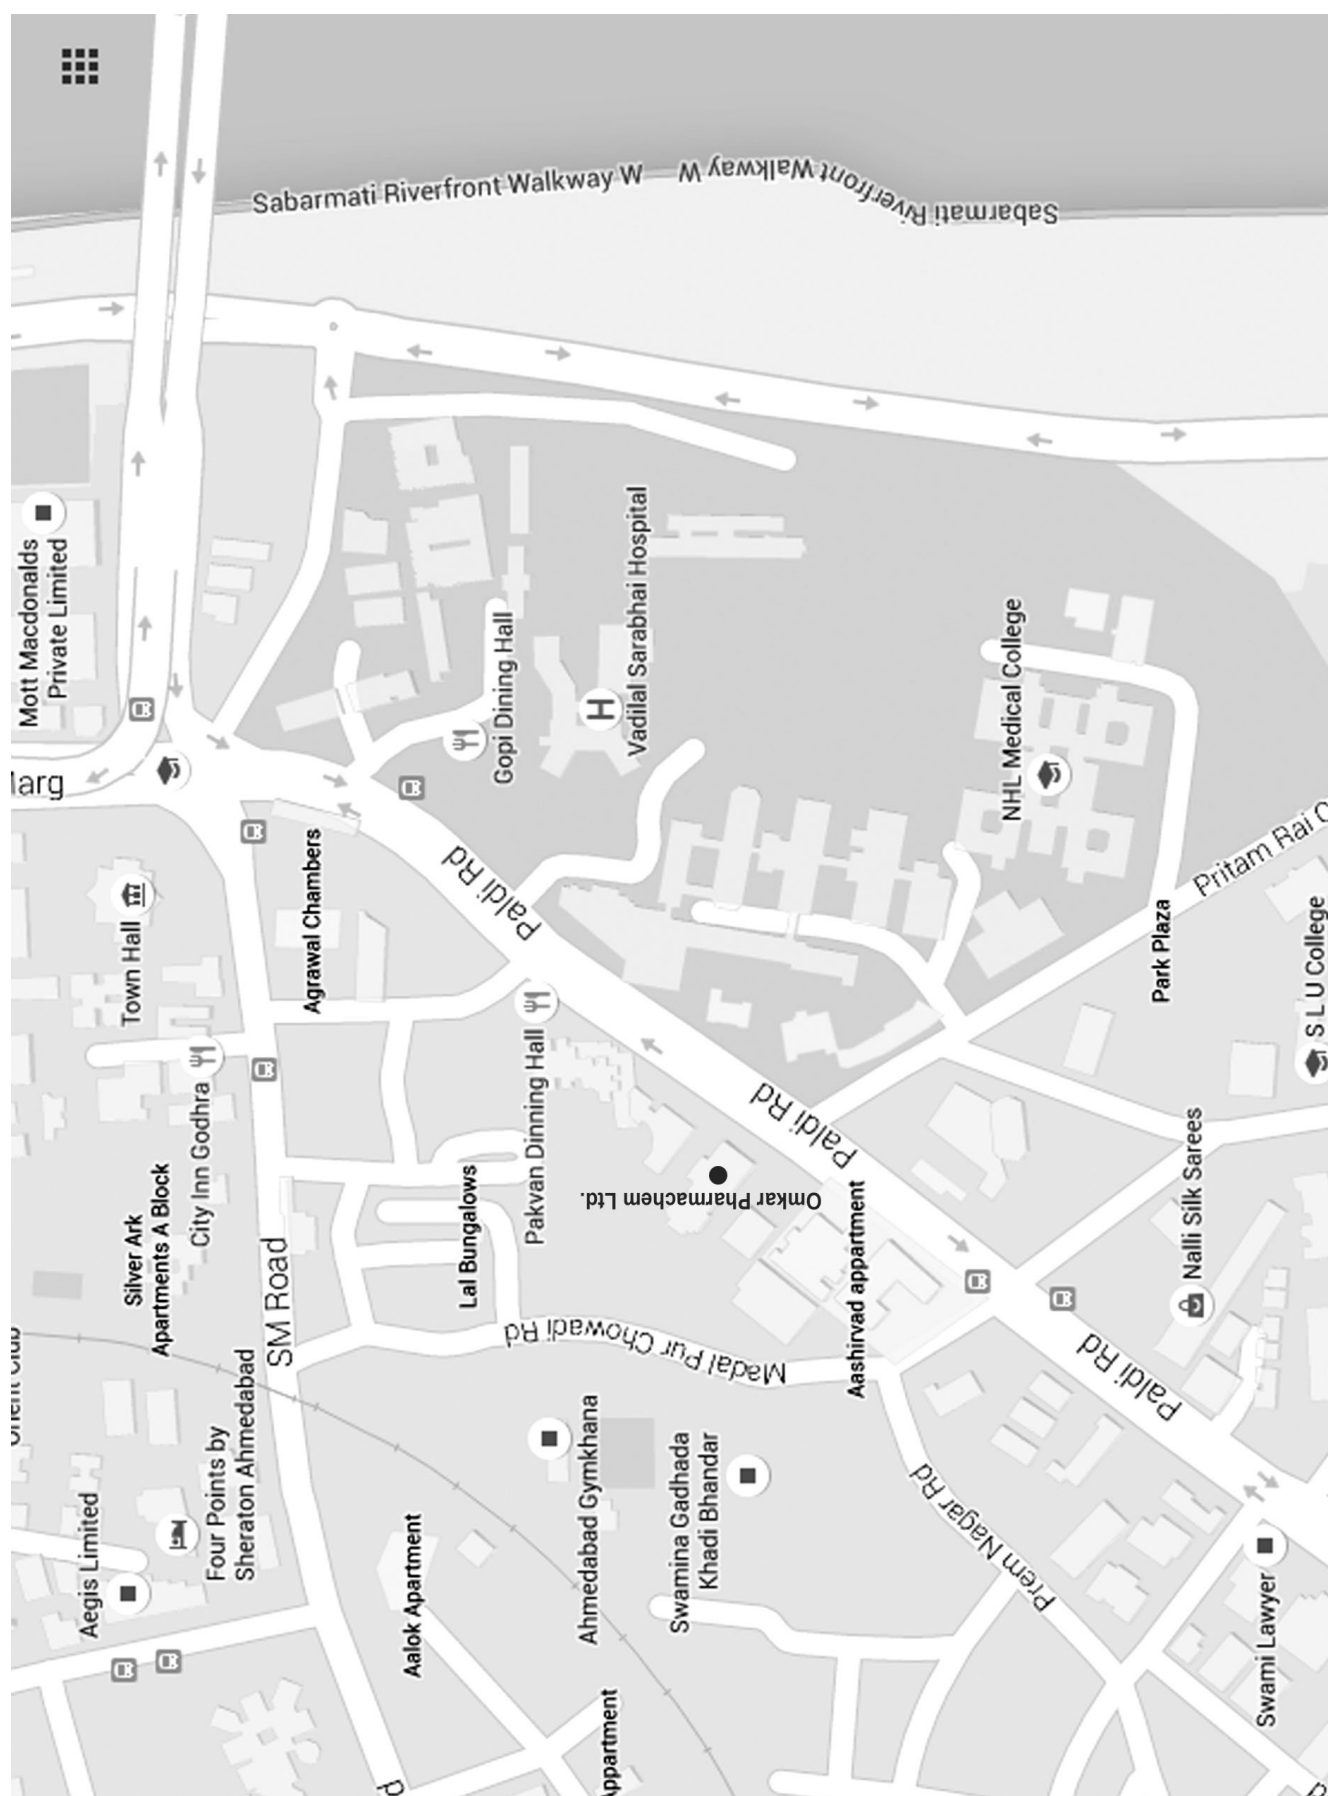 Sabarmati Riverfront Walkway W
Sabarmati Riverfront Walkway W
Mott Macdonalds
Private Limited
Vadilal Sarabhai Hospital
H
Gopi Dining Hall
NHL Medical College
Pritam Rai
Paldi Rd
Agrawal Chambers
Town Hall
Park Plaza
S L U College
City Inn Godhra
Pakvan Dinning Hall
Paldi Rd
Omkar Pharmachem Ltd.
Silver Ark
Apartments A Block
Lal Bungalows
Aashirvad appartment
Nalli Silk Sarees
SM Road
Madal Pur Chowadi Rd
Paldi Rd
Four Points by
Sheraton Ahmedabad
Aegis Limited
Ahmedabad Gymkhana
Swamina Gadhada
Khadi Bhandar
Prem Nagar Rd
Aalok Apartment
Swami Lawyer